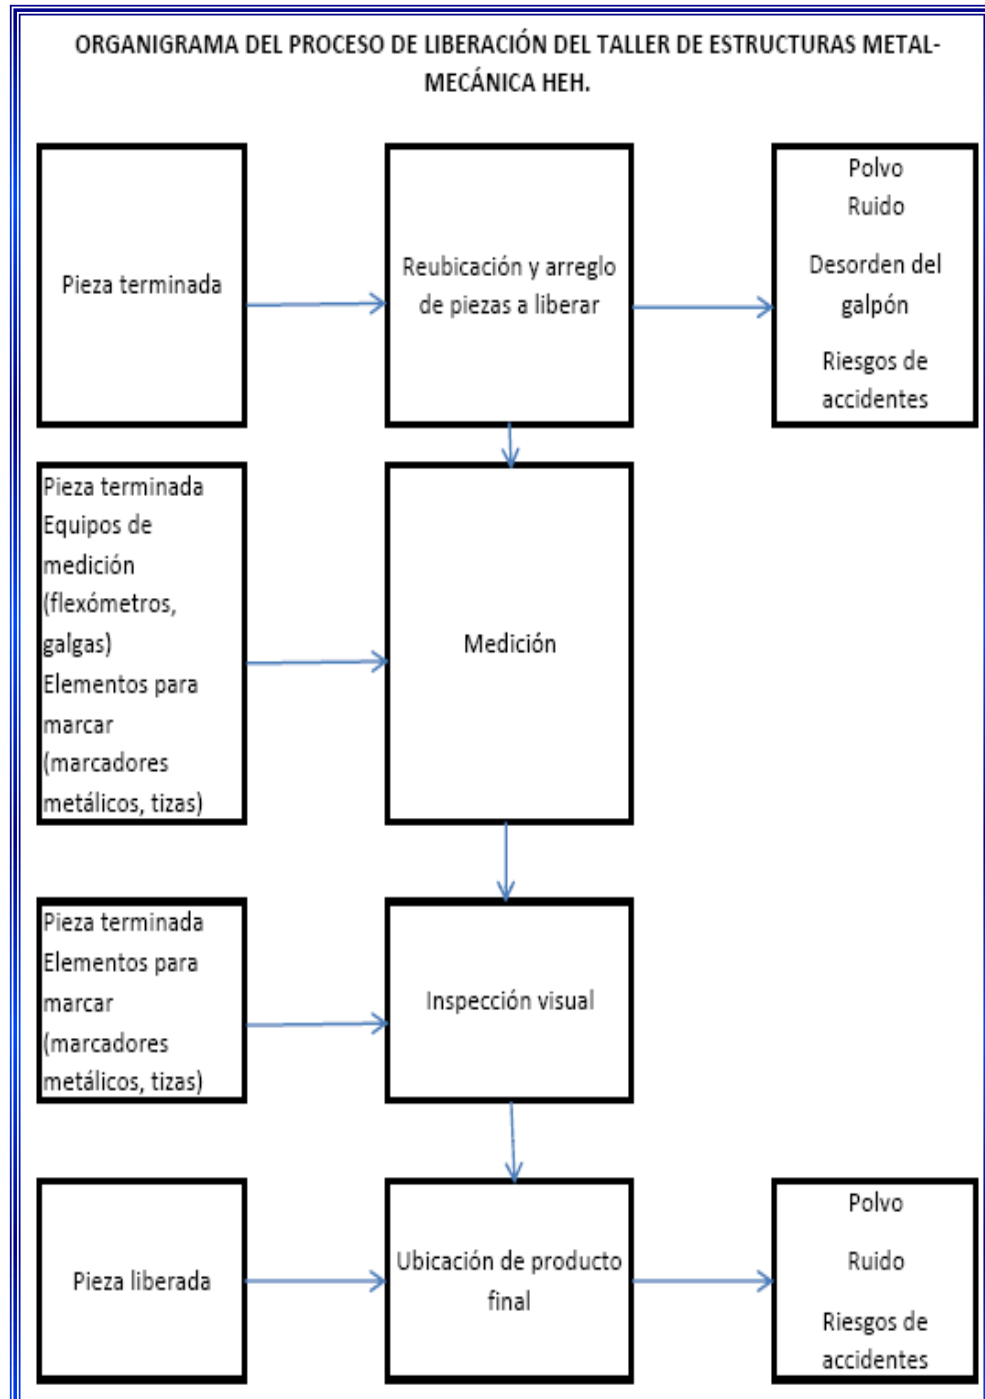 ORGANIGRAMA DEL PROCESO DE LIBERACIÓN DEL TALLER DE ESTRUCTURAS METAL-
MECÁNICA HEH.
Pieza terminada
Reubicación y arreglo
de piezas a liberar
Polvo
Ruido
Desorden del
galpón
Riesgos de
accidentes
Pieza terminada
Equipos de
medición
(flexómetros,
galgas)
Elementos para
marcar
(marcadores
metálicos, tizas)
Medición
Pieza terminada
Elementos para
marcar
(marcadores
metálicos, tizas)
Inspección visual
Pieza liberada
Ubicación de producto
final
Polvo
Ruido
Riesgos de
accidentes